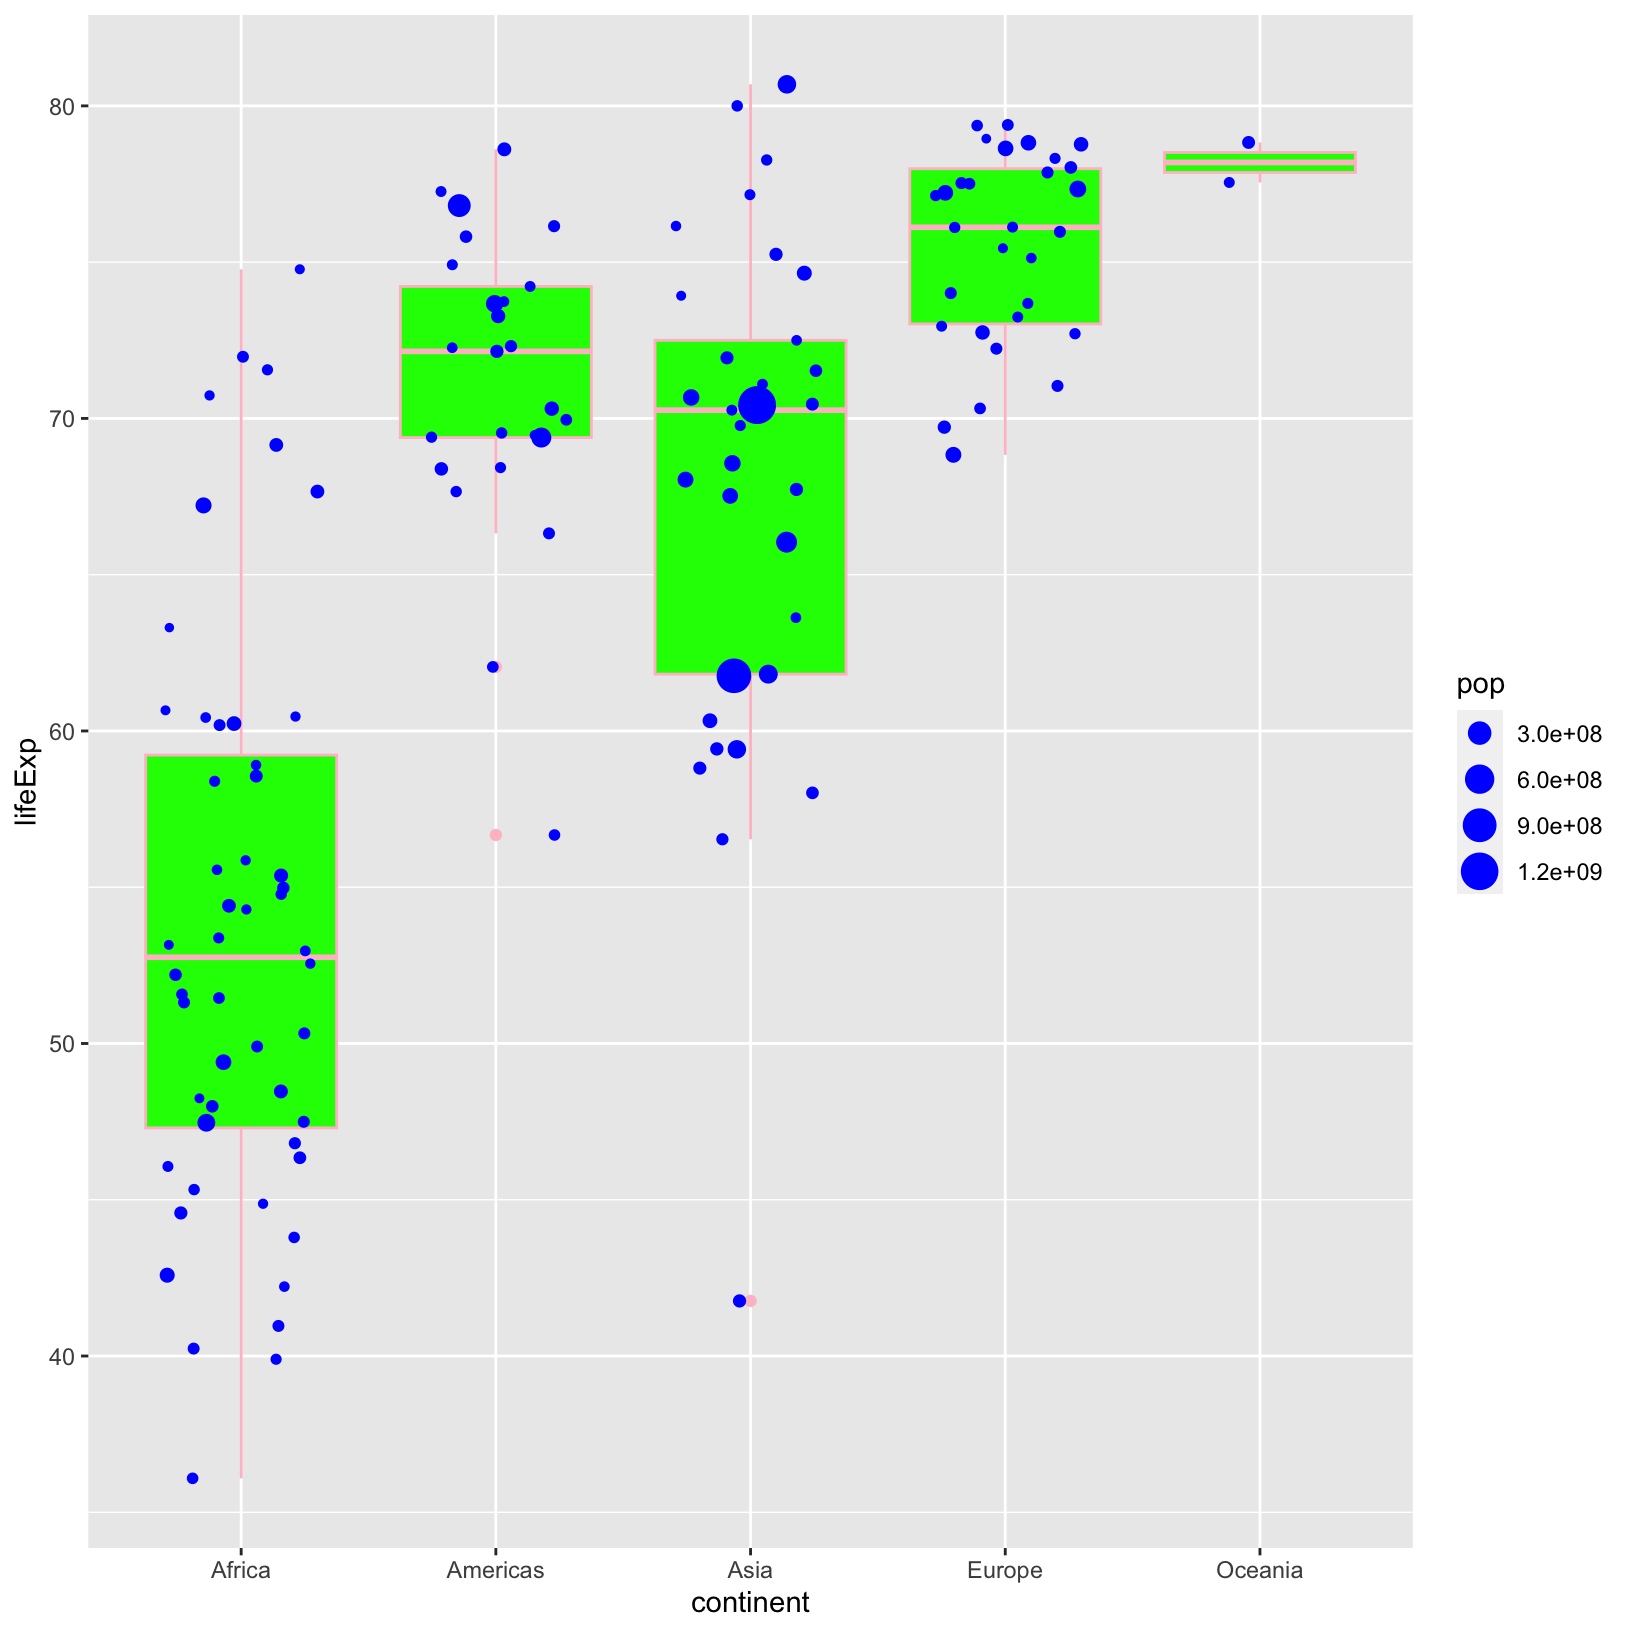 80
70
60
50
40
lifeExp
Africa
Americas
Asia
Europe
Oceania
continent
pop
3.0e+08
6.0e+08
9.0e+08
1.2e+09